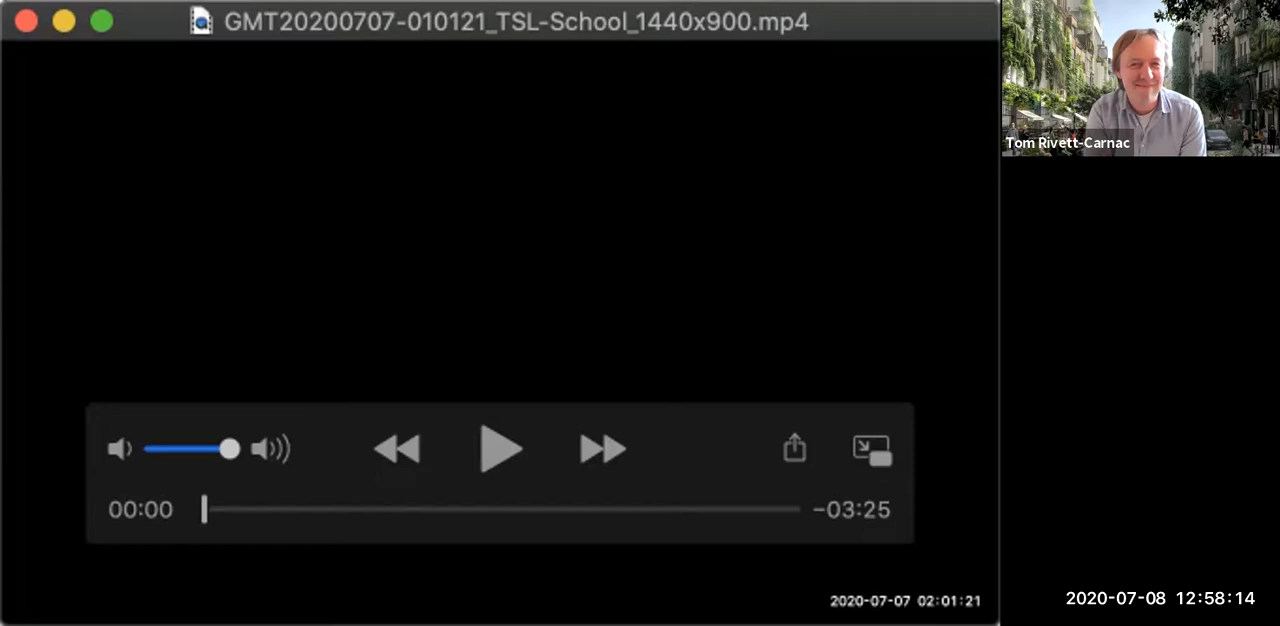 GMT20200707-010121_TSL-School_1440x900.mp4
Tom Rivett-Carnac
00:00
-03:25
2020-07-07 02:01:21
2020-07-08 12:58:14